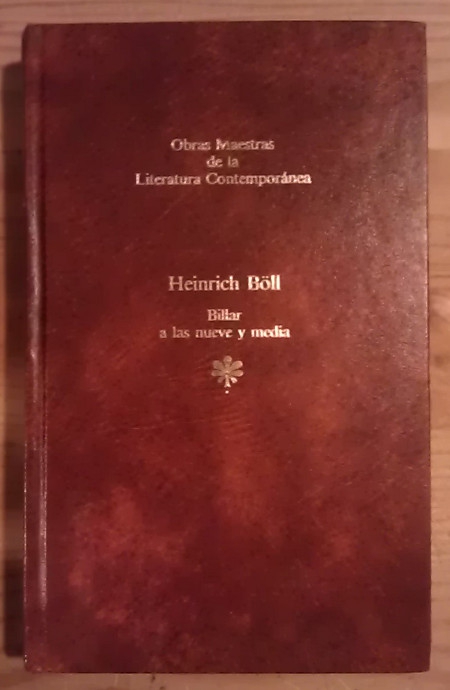 Obras Maestras
de la
Literatura Contemporánea
Heinrich Böll
Billar
a las nueve y media